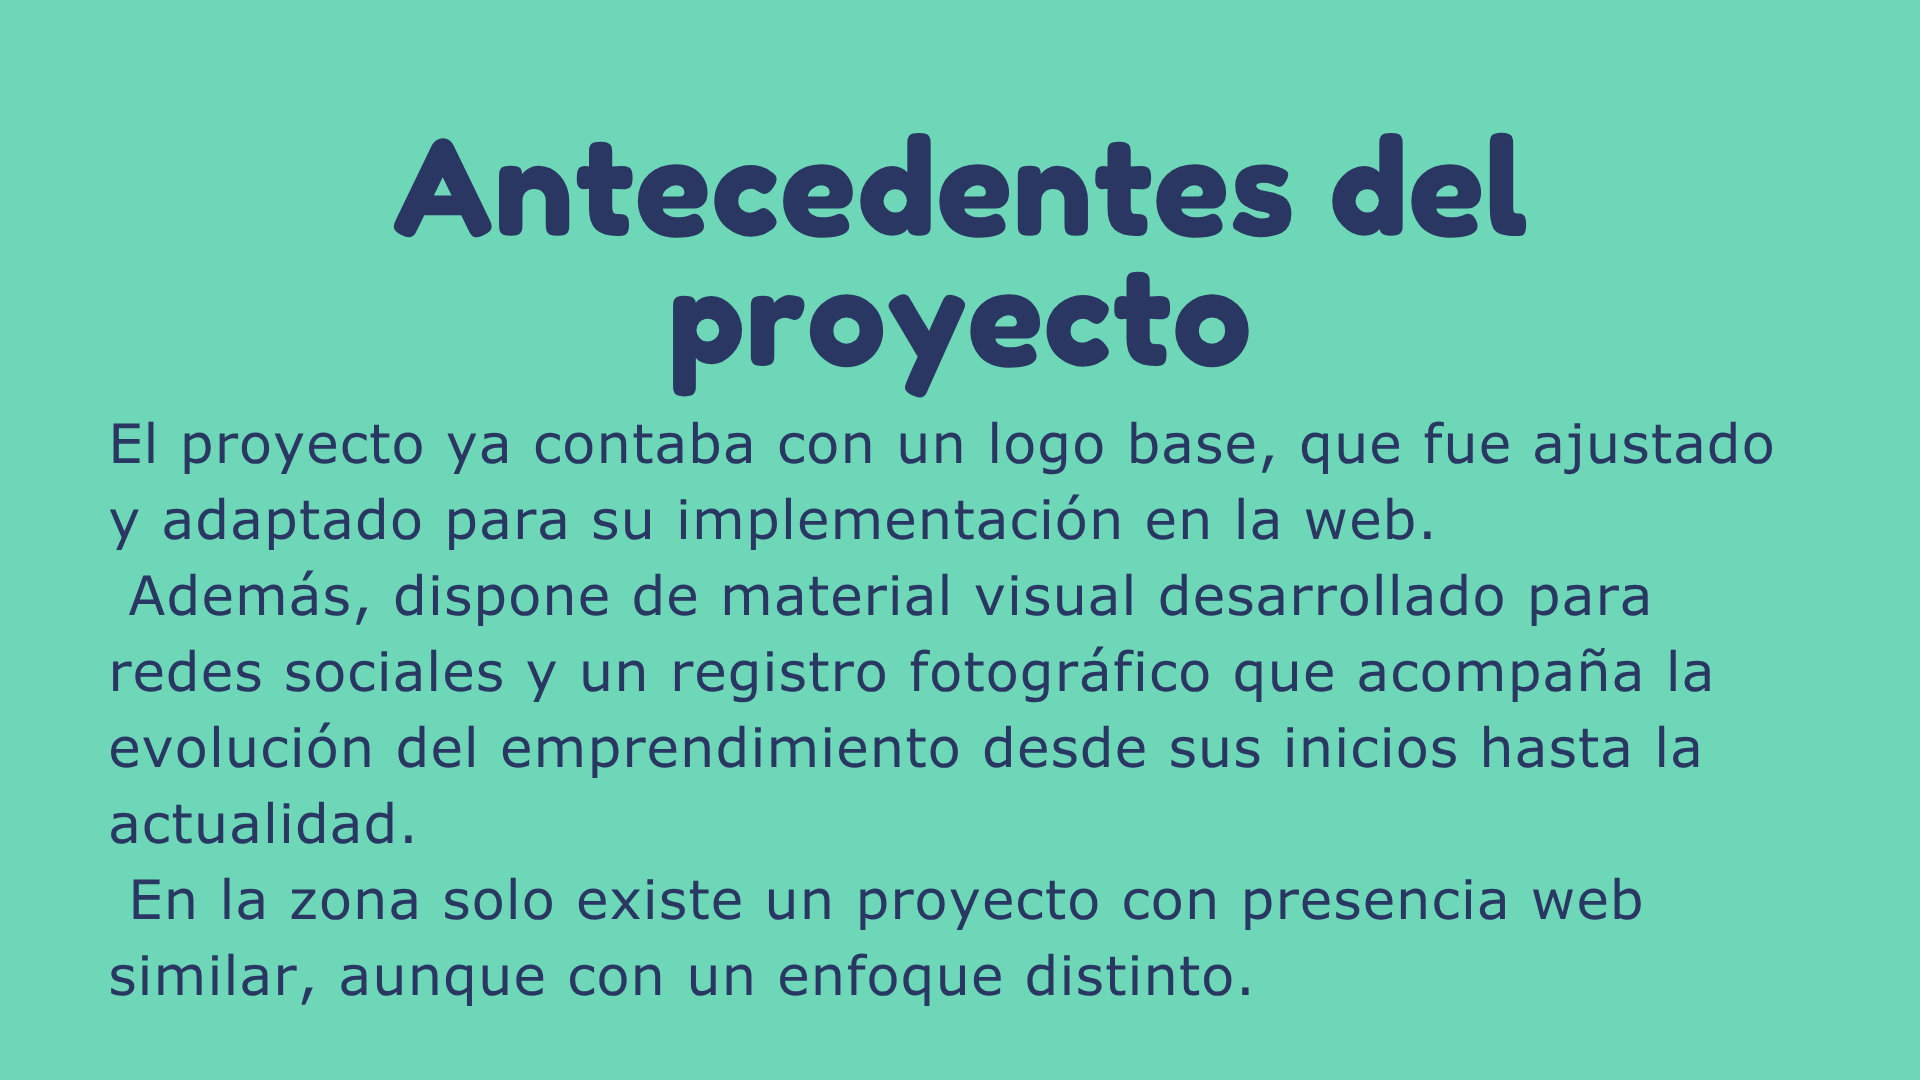 Antecedentes del
proyecto
El proyecto ya contaba con un logo base, que fue ajustado
y adaptado para su implementación en la web.
Además, dispone de material visual desarrollado para
redes sociales y un registro fotográfico que acompaña la
evolución del emprendimiento desde sus inicios hasta la
actualidad.
En la zona solo existe un proyecto con presencia web
similar, aunque con un enfoque distinto.